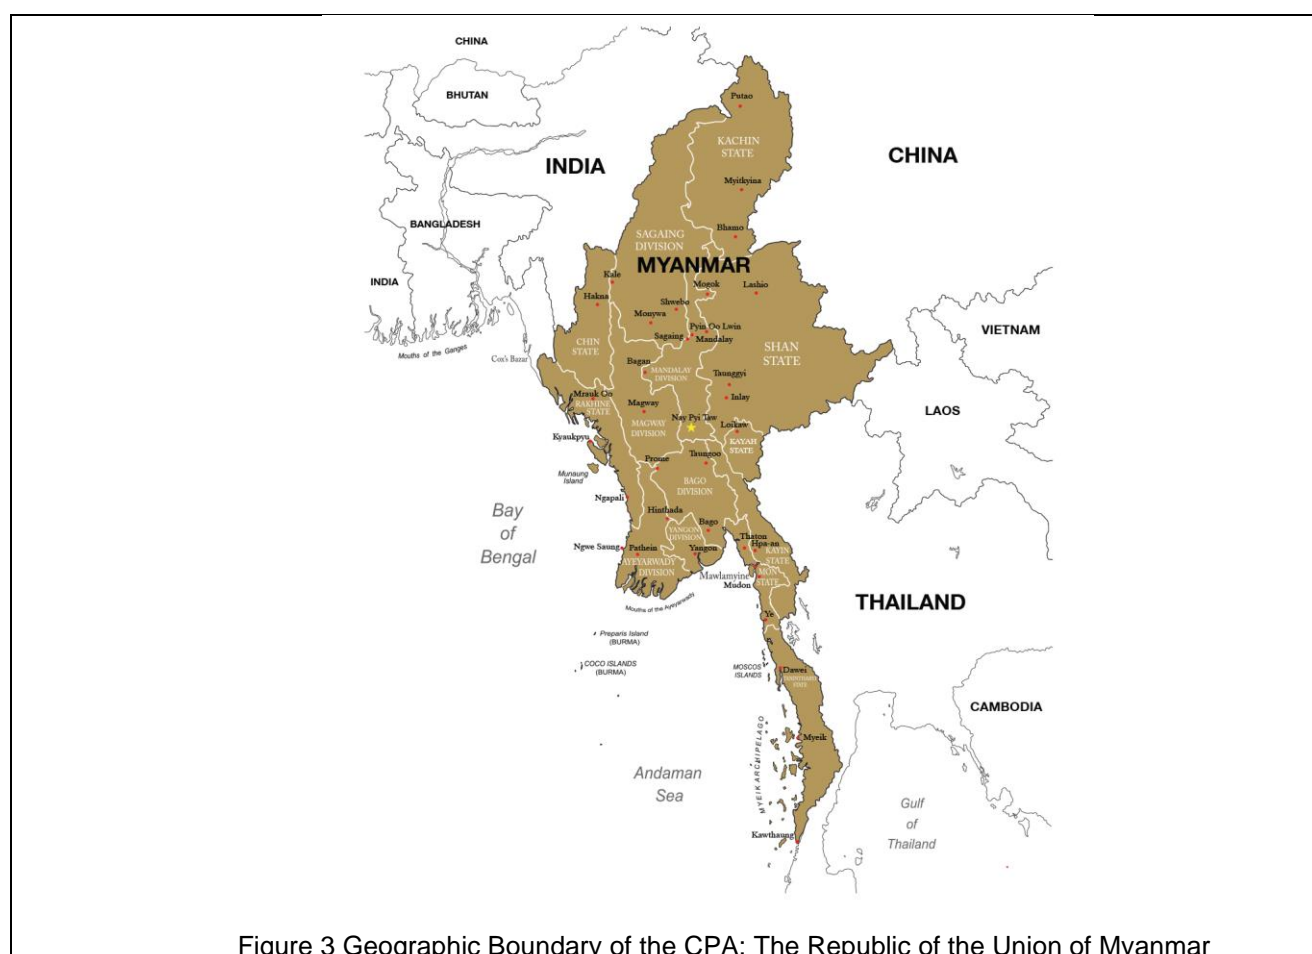 CHINA
BHUTAN
Putao
KACHIN
STATE
INDIA
CHINA
Myitkyina
BANGLADESH
Bhamo
SAGAING
DIVISION
MYANMAR
INDIA
Kale
Mogok
Lashio
Hakna
Shwebo
Monywa
Pyin Oo Lwin
VIETNAM
Sagaing
Mandalay
CHIN
STATE
SHAN
STATE
Mouths of the Ganges
Cox's Bazar
Bagan
MANDALAY
DIVISION
Taunggyi
Mrauk Oo
Inlay
RAKHINE
STATE
Magway
LAOS
Nay Pyi Taw
MAGWAY
DIVISION
Loikaw
Kyaukpyu
KAYAH
STATE
Prome
Taungoo
Munaung
Island
BAGO
DIVISION
Ngapali
Bay
of
Bengal
Hinthada
Bago
YANGON
DIVISION
Thaton
Hpa-an
Ngwe Saung
Pathein
Yangon
KAYIN
STATE
AYEYARWADY
DIVISION
Mawlamyine
MON
STATE
Mudon
Mouths of the Ayeyarwady
THAILAND
Ye
Preparis Island
(BURMA)
COCO ISLANDS
(BURMA)
MOSCOS
ISLANDS
Dawei
STATE
CAMBODIA
MYEIK ARCHIPELAGO
Myeik
Andaman
Sea
Gulf
of
Thailand
Kawthaung
Figure 3 Geographic Boundary of the CPA: The Republic of the Union of Myanmar